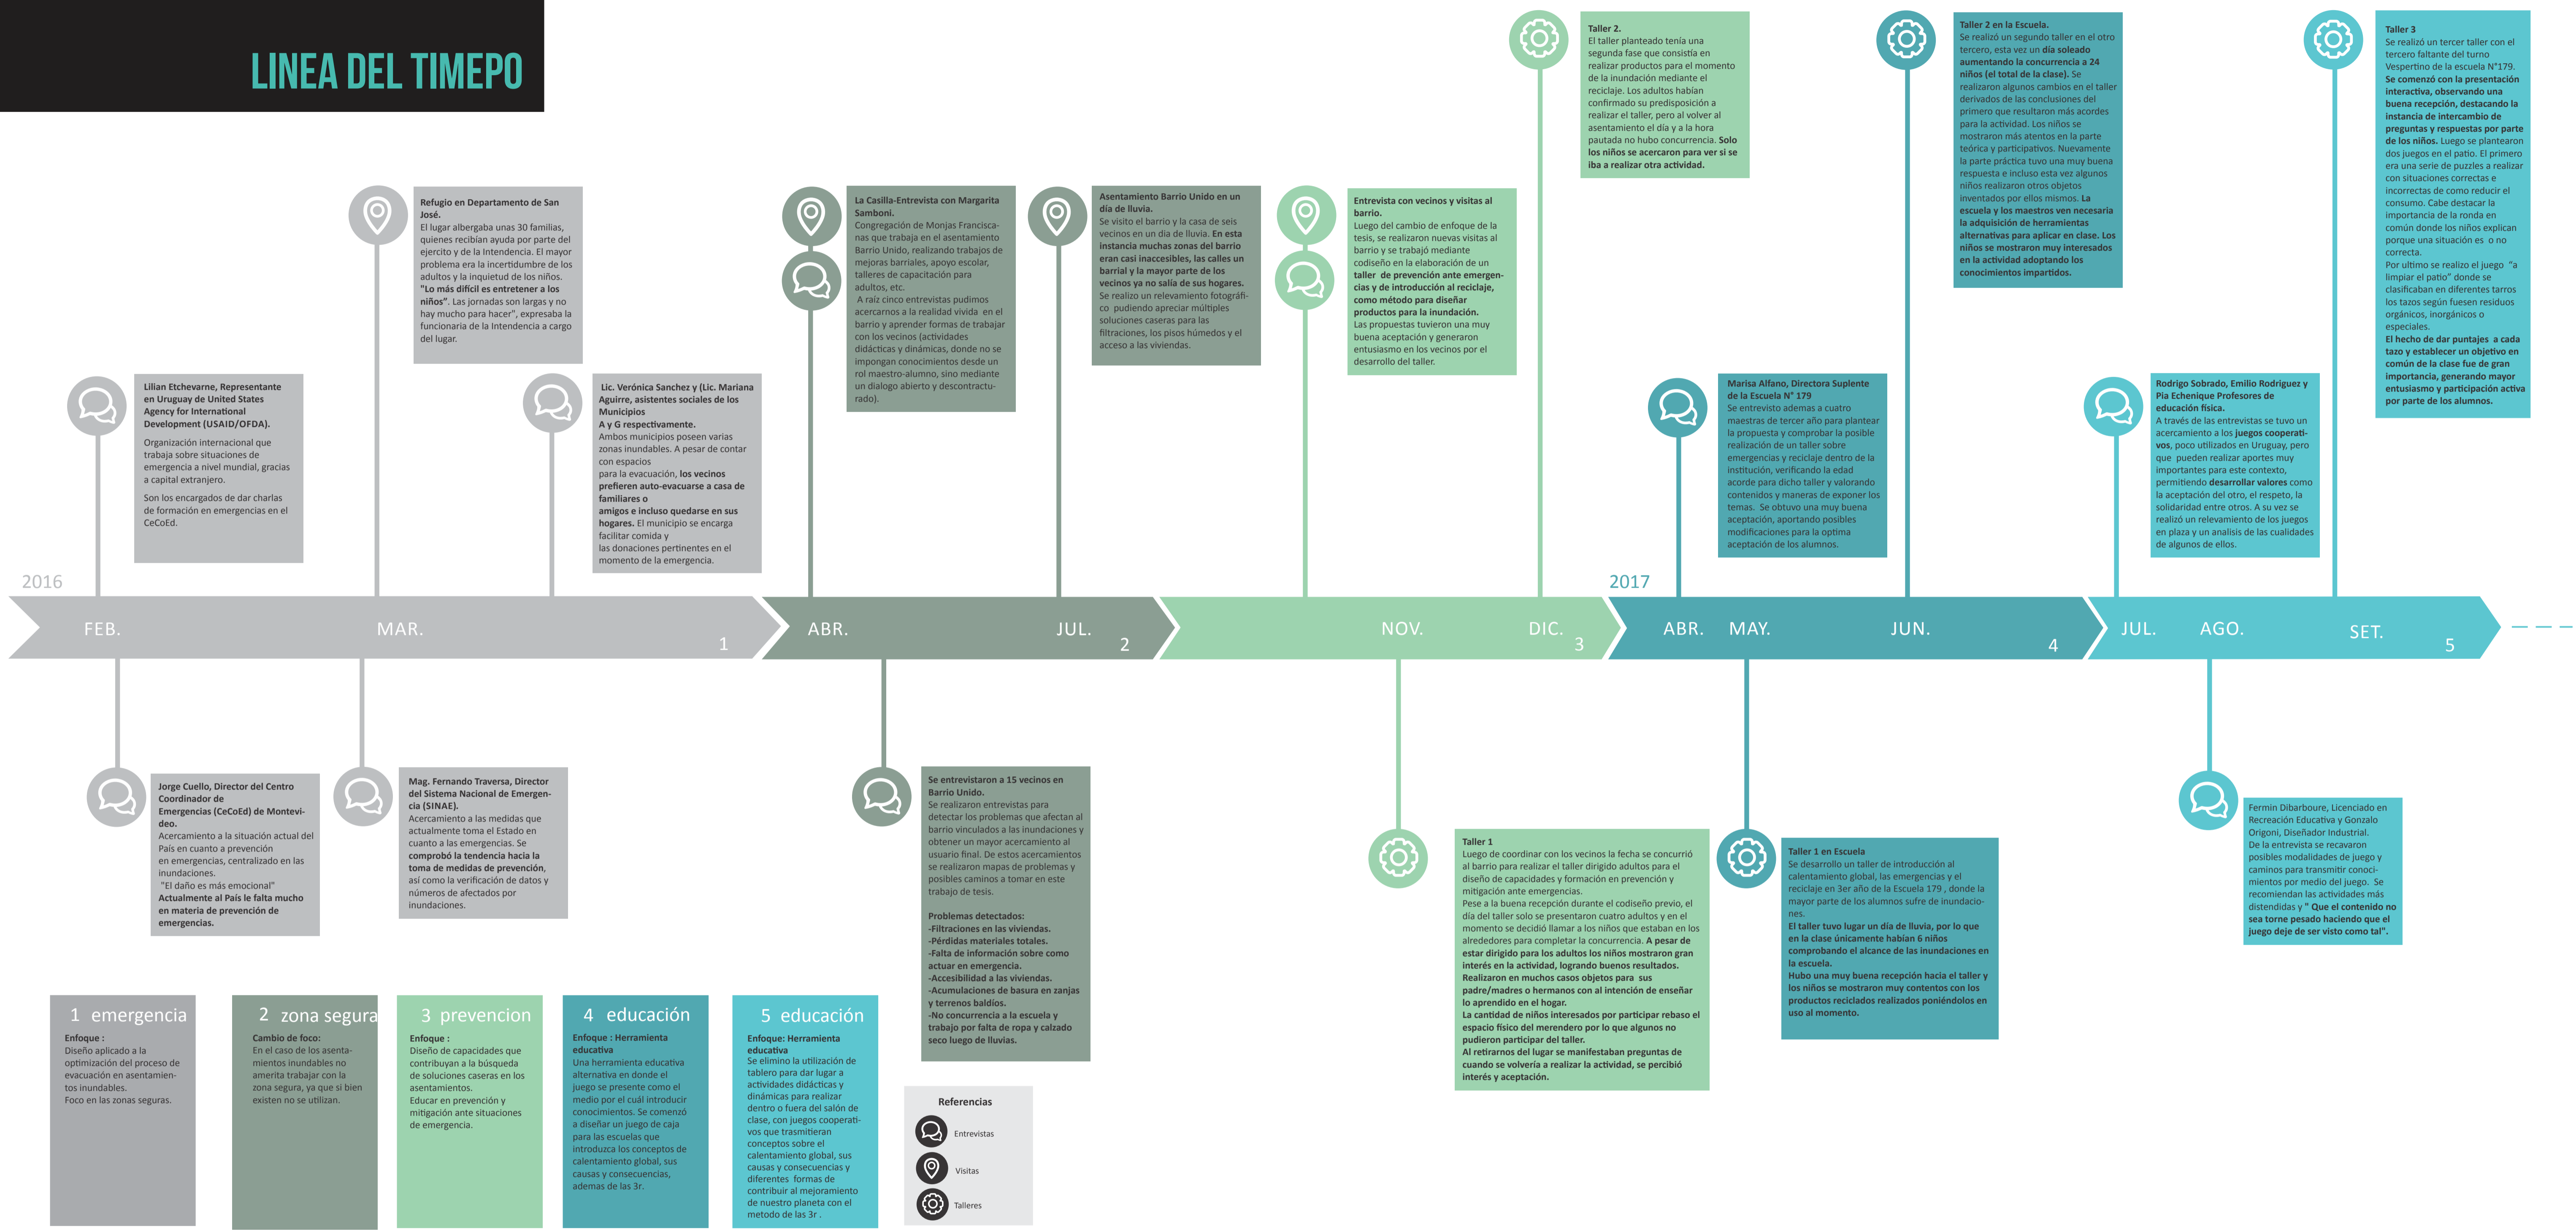 LINEA DEL TIMEPO
Taller 2.
El taller planteado tenía una
segunda fase que consistía en
realizar productos para el momento
de la inundación mediante el
reciclaje. Los adultos habían
confirmado su predisposición a
realizar el taller, pero al volver al
asentamiento el día y a la hora
pautada no hubo concurrencia. Solo
los niños se acercaron para ver si se
iba a realizar otra actividad.
Taller 2 en la Escuela.
Se realizó un segundo taller en el otro
tercero, esta vez un día soleado
aumentando la concurrencia a 24
niños (el total de la clase). Se
realizaron algunos cambios en el taller
derivados de las conclusiones del
primero que resultaron más acordes
para la actividad. Los niños se
mostraron más atentos en la parte
teórica y participativos. Nuevamente
la parte práctica tuvo una muy buena
respuesta e incluso esta vez algunos
niños realizaron otros objetos
inventados por ellos mismos. La
escuela y los maestros ven necesaria
la adquisición de herramientas
alternativas para aplicar en clase. Los
niños se mostraron muy interesados
en la actividad adoptando los
conocimientos impartidos.
Taller 3
Se realizó un tercer taller con el
tercero faltante del turno
Vespertino de la escuela N°179.
Se comenzó con la presentación
interactiva, observando una
buena recepción, destacando la
instancia de intercambio de
preguntas y respuestas por parte
de los niños. Luego se plantearon
dos juegos en el patio. El primero
era una serie de puzzles a realizar
con situaciones correctas e
incorrectas de como reducir el
consumo. Cabe destacar la
importancia de la ronda en
común donde los niños explican
porque una situación es o no
correcta.
Por ultimo se realizo el juego "a
limpiar el patio" donde se
clasificaban en diferentes tarros
los tazos según fuesen residuos
orgánicos, inorgánicos o
especiales.
El hecho de dar puntajes a cada
tazo y establecer un objetivo en
común de la clase fue de gran
importancia, generando mayor
entusiasmo y participación activa
por parte de los alumnos.
Refugio en Departamento de San
José.
El lugar albergaba unas 30 familias,
quienes recibían ayuda por parte del
ejercito y de la Intendencia. El mayor
problema era la incertidumbre de los
adultos y la inquietud de los niños.
"Lo más difícil es entretener a los
niños". Las jornadas son largas y no
hay mucho para hacer", expresaba la
funcionaria de la Intendencia a cargo
del lugar.
La Casilla-Entrevista con Margarita
Samboni.
Congregación de Monjas Francisca-
nas que trabaja en el asentamiento
Barrio Unido, realizando trabajos de
mejoras barriales, apoyo escolar,
talleres de capacitación para
adultos, etc.
A raíz cinco entrevistas pudimos
acercarnos a la realidad vivida en el
barrio y aprender formas de trabajar
con los vecinos (actividades
didácticas y dinámicas, donde no se
impongan conocimientos desde un
rol maestro-alumno, sino mediante
un dialogo abierto y descontractu-
rado).
Asentamiento Barrio Unido en un
día de lluvia.
Se visito el barrio y la casa de seis
vecinos en un dia de lluvia. En esta
instancia muchas zonas del barrio
eran casi inaccesibles, las calles un
barrial y la mayor parte de los
vecinos ya no salía de sus hogares.
Se realizo un relevamiento fotográfi-
co pudiendo apreciar múltiples
soluciones caseras para las
filtraciones, los pisos húmedos y el
acceso a las viviendas.
Entrevista con vecinos y visitas al
barrio.
Luego del cambio de enfoque de la
tesis, se realizaron nuevas visitas al
barrio y se trabajó mediante
codiseño en la elaboración de un
taller de prevención ante emergen-
cias y de introducción al reciclaje,
como método para diseñar
productos para la inundación.
Las propuestas tuvieron una muy
buena aceptación y generaron
entusiasmo en los vecinos por el
desarrollo del taller.
Lilian Etchevarne, Representante
en Uruguay de United States
Agency for International
Development (USAID/OFDA).
Organización internacional que
trabaja sobre situaciones de
emergencia a nivel mundial, gracias
a capital extranjero.
Son los encargados de dar charlas
de formación en emergencias en el
CeCoEd.
Lic. Verónica Sanchez y (Lic. Mariana
Aguirre, asistentes sociales de los
Municipios
A y G respectivamente.
Ambos municipios poseen varias
zonas inundables. A pesar de contar
con espacios
para la evacuación, los vecinos
prefieren auto-evacuarse a casa de
familiares o
amigos e incluso quedarse en sus
hogares. El municipio se encarga
facilitar comida y
las donaciones pertinentes en el
momento de la emergencia.
Marisa Alfano, Directora Suplente
de la Escuela N° 179
Se entrevisto ademas a cuatro
maestras de tercer año para plantear
la propuesta y comprobar la posible
realización de un taller sobre
emergencias y reciclaje dentro de la
institución, verificando la edad
acorde para dicho taller y valorando
contenidos y maneras de exponer los
temas. Se obtuvo una muy buena
aceptación, aportando posibles
modificaciones para la optima
aceptación de los alumnos.
Rodrigo Sobrado, Emilio Rodriguez y
Pia Echenique Profesores de
educación física.
A través de las entrevistas se tuvo un
acercamiento a los juegos cooperati-
vos, poco utilizados en Uruguay, pero
que pueden realizar aportes muy
importantes para este contexto,
permitiendo desarrollar valores como
la aceptación del otro, el respeto, la
solidaridad entre otros. A su vez se
realizó un relevamiento de los juegos
en plaza y un analisis de las cualidades
de algunos de ellos.
2016
2017
FEB.
MAR.
1
ABR.
JUL.
2
NOV.
DIC.
3
ABR.
MAY.
JUN.
4
JUL.
AGO.
SET.
5
Jorge Cuello, Director del Centro
Coordinador de
Emergencias (CeCoEd) de Montevi-
deo.
Acercamiento a la situación actual del
País en cuanto a prevención
en emergencias, centralizado en las
inundaciones.
"El daño es más emocional"
Actualmente al País le falta mucho
en materia de prevención de
emergencias.
Mag. Fernando Traversa, Director
del Sistema Nacional de Emergen-
cia (SINAE).
Acercamiento a las medidas que
actualmente toma el Estado en
cuanto a las emergencias. Se
comprobó la tendencia hacia la
toma de medidas de prevención,
así como la verificación de datos y
números de afectados por
inundaciones.
Se entrevistaron a 15 vecinos en
Barrio Unido.
Se realizaron entrevistas para
detectar los problemas que afectan al
barrio vinculados a las inundaciones y
obtener un mayor acercamiento al
usuario final. De estos acercamientos
se realizaron mapas de problemas y
posibles caminos a tomar en este
trabajo de tesis.
Problemas detectados:
-Filtraciones en las viviendas.
-Pérdidas materiales totales.
-Falta de información sobre como
actuar en emergencia.
-Accesibilidad a las viviendas.
-Acumulaciones de basura en zanjas
y terrenos baldíos.
-No concurrencia a la escuela y
trabajo por falta de ropa y calzado
seco luego de lluvias.
Taller 1
Luego de coordinar con los vecinos la fecha se concurrió
al barrio para realizar el taller dirigido adultos para el
diseño de capacidades y formación en prevención y
mitigación ante emergencias.
Pese a la buena recepción durante el codiseño previo, el
día del taller solo se presentaron cuatro adultos y en el
momento se decidió llamar a los niños que estaban en los
alrededores para completar la concurrencia. A pesar de
estar dirigido para los adultos los niños mostraron gran
interés en la actividad, logrando buenos resultados.
Realizaron en muchos casos objetos para sus
padre/madres o hermanos con al intención de enseñar
lo aprendido en el hogar.
La cantidad de niños interesados por participar rebaso el
espacio físico del merendero por lo que algunos no
pudieron participar del taller.
Al retirarnos del lugar se manifestaban preguntas de
cuando se volvería a realizar la actividad, se percibió
interés y aceptación.
Taller 1 en Escuela
Se desarrollo un taller de introducción al
calentamiento global, las emergencias y el
reciclaje en 3er año de la Escuela 179 , donde la
mayor parte de los alumnos sufre de inundacio-
nes.
El taller tuvo lugar un día de lluvia, por lo que
en la clase únicamente habían 6 niños
comprobando el alcance de las inundaciones en
la escuela.
Hubo una muy buena recepción hacia el taller y
los niños se mostraron muy contentos con los
productos reciclados realizados poniéndolos en
uso al momento.
Fermin Dibarboure, Licenciado en
Recreación Educativa y Gonzalo
Origoni, Diseñador Industrial.
De la entrevista se recavaron
posibles modalidades de juego y
caminos para transmitir conoci-
mientos por medio del juego. Se
recomiendan las actividades más
distendidas y " Que el contenido no
sea torne pesado haciendo que el
juego deje de ser visto como tal".
1 emergencia
Enfoque :
Diseño aplicado a la
optimización del proceso de
evacuación en asentamien-
tos inundables.
Foco en las zonas seguras.
2 zona segura
Cambio de foco:
En el caso de los asenta-
mientos inundables no
amerita trabajar con la
zona segura, ya que si bien
existen no se utilizan.
3 prevencion
Enfoque :
Diseño de capacidades que
contribuyan a la búsqueda
de soluciones caseras en los
asentamientos.
Educar en prevención y
mitigación ante situaciones
de emergencia.
4 educación
Enfoque : Herramienta
educativa
Una herramienta educativa
alternativa en donde el
juego se presente como el
medio por el cuál introducir
conocimientos. Se comenzó
a diseñar un juego de caja
para las escuelas que
introduzca los conceptos de
calentamiento global, sus
causas y consecuencias,
ademas de las 3r.
5 educación
Enfoque: Herramienta
educativa
Se elimino la utilización de
tablero para dar lugar a
actividades didácticas y
dinámicas para realizar
dentro o fuera del salón de
clase, con juegos cooperati-
vos que trasmitieran
conceptos sobre el
calentamiento global, sus
causas y consecuencias y
diferentes formas de
contribuir al mejoramiento
de nuestro planeta con el
metodo de las 3r .
Referencias
Entrevistas
Visitas
Talleres